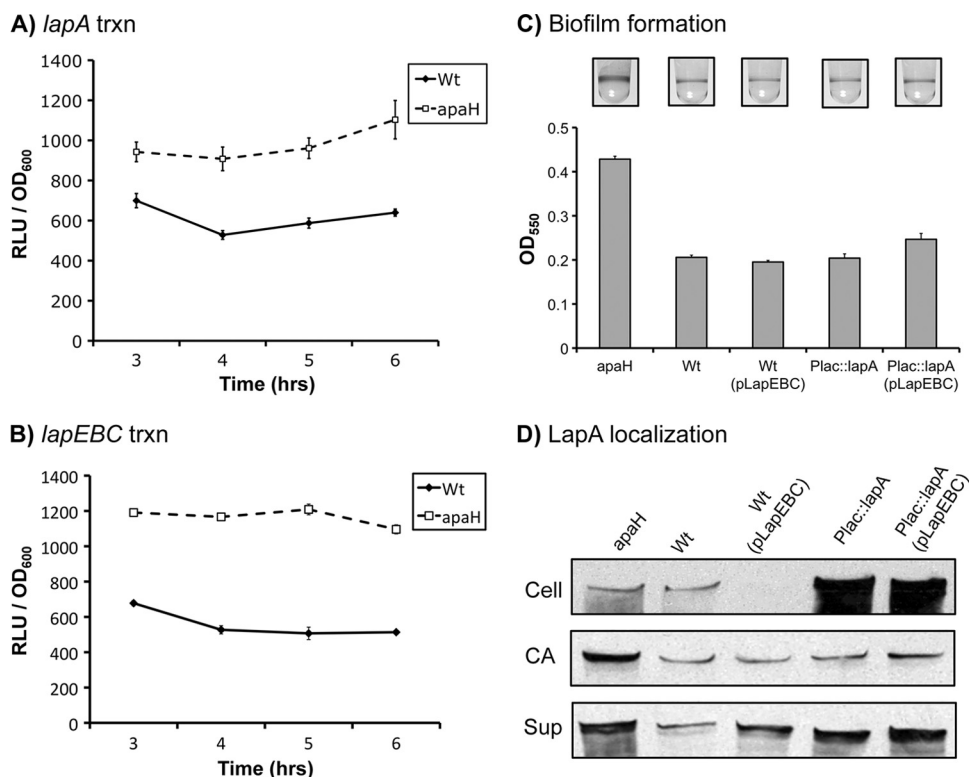 A) lapA trxn
1400
1200
1000
800
600
400
200
0
RLU / OD600
3 4 5 6
Time (hrs)
Wt
apaH
B) lapEBC trxn
1400
1200
1000
800
600
400
200
0
RLU / OD600
3 4 5 6
Time (hrs)
Wt
apaH
C) Biofilm formation
0.5
0.4
0.3
0.2
0.1
0
OD550
apaH
Wt
Wt
(pLapEBC)
Plac::lapA
Plac::lapA
(pLapEBC)
D) LapA localization
apaH
Wt
Wt
(pLapEBC)
Plac::lapA
Plac::lapA
(pLapEBC)
Cell
CA
Sup